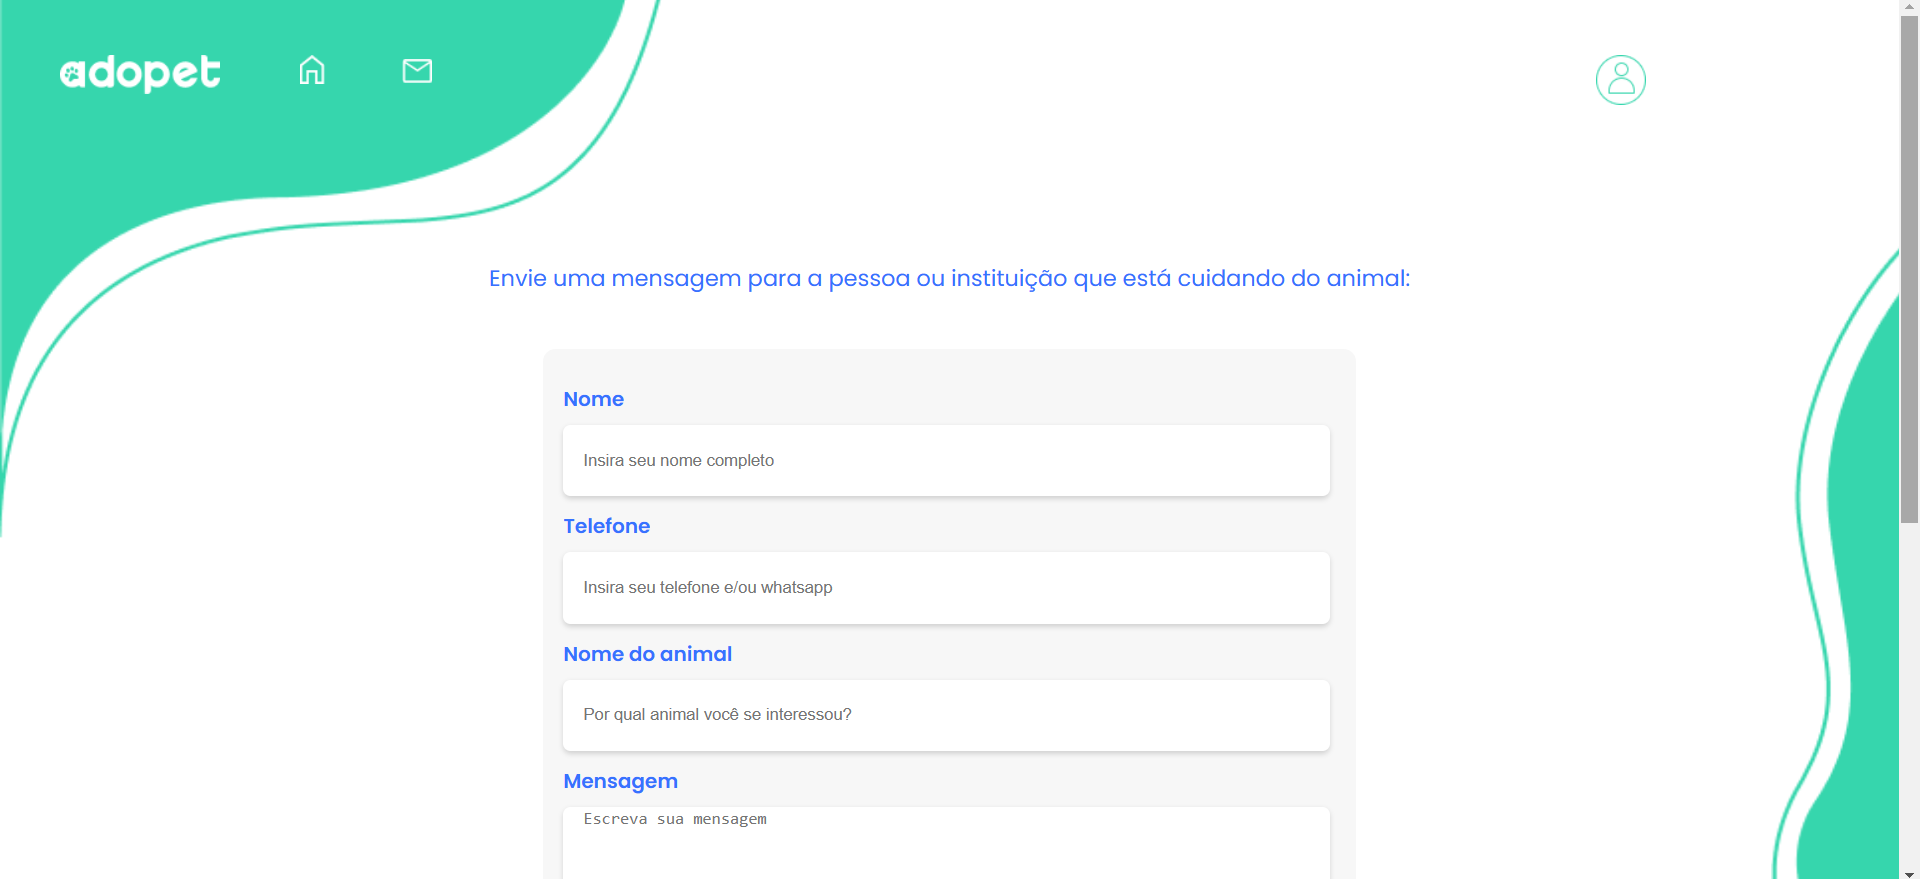 adopet
Envie uma mensagem para a pessoa ou instituição que está cuidando do animal:
Nome
Insira seu nome completo
Telefone
Insira seu telefone e/ou whatsapp
Nome do animal
Por qual animal você se interessou?
Mensagem
Escreva sua mensagem